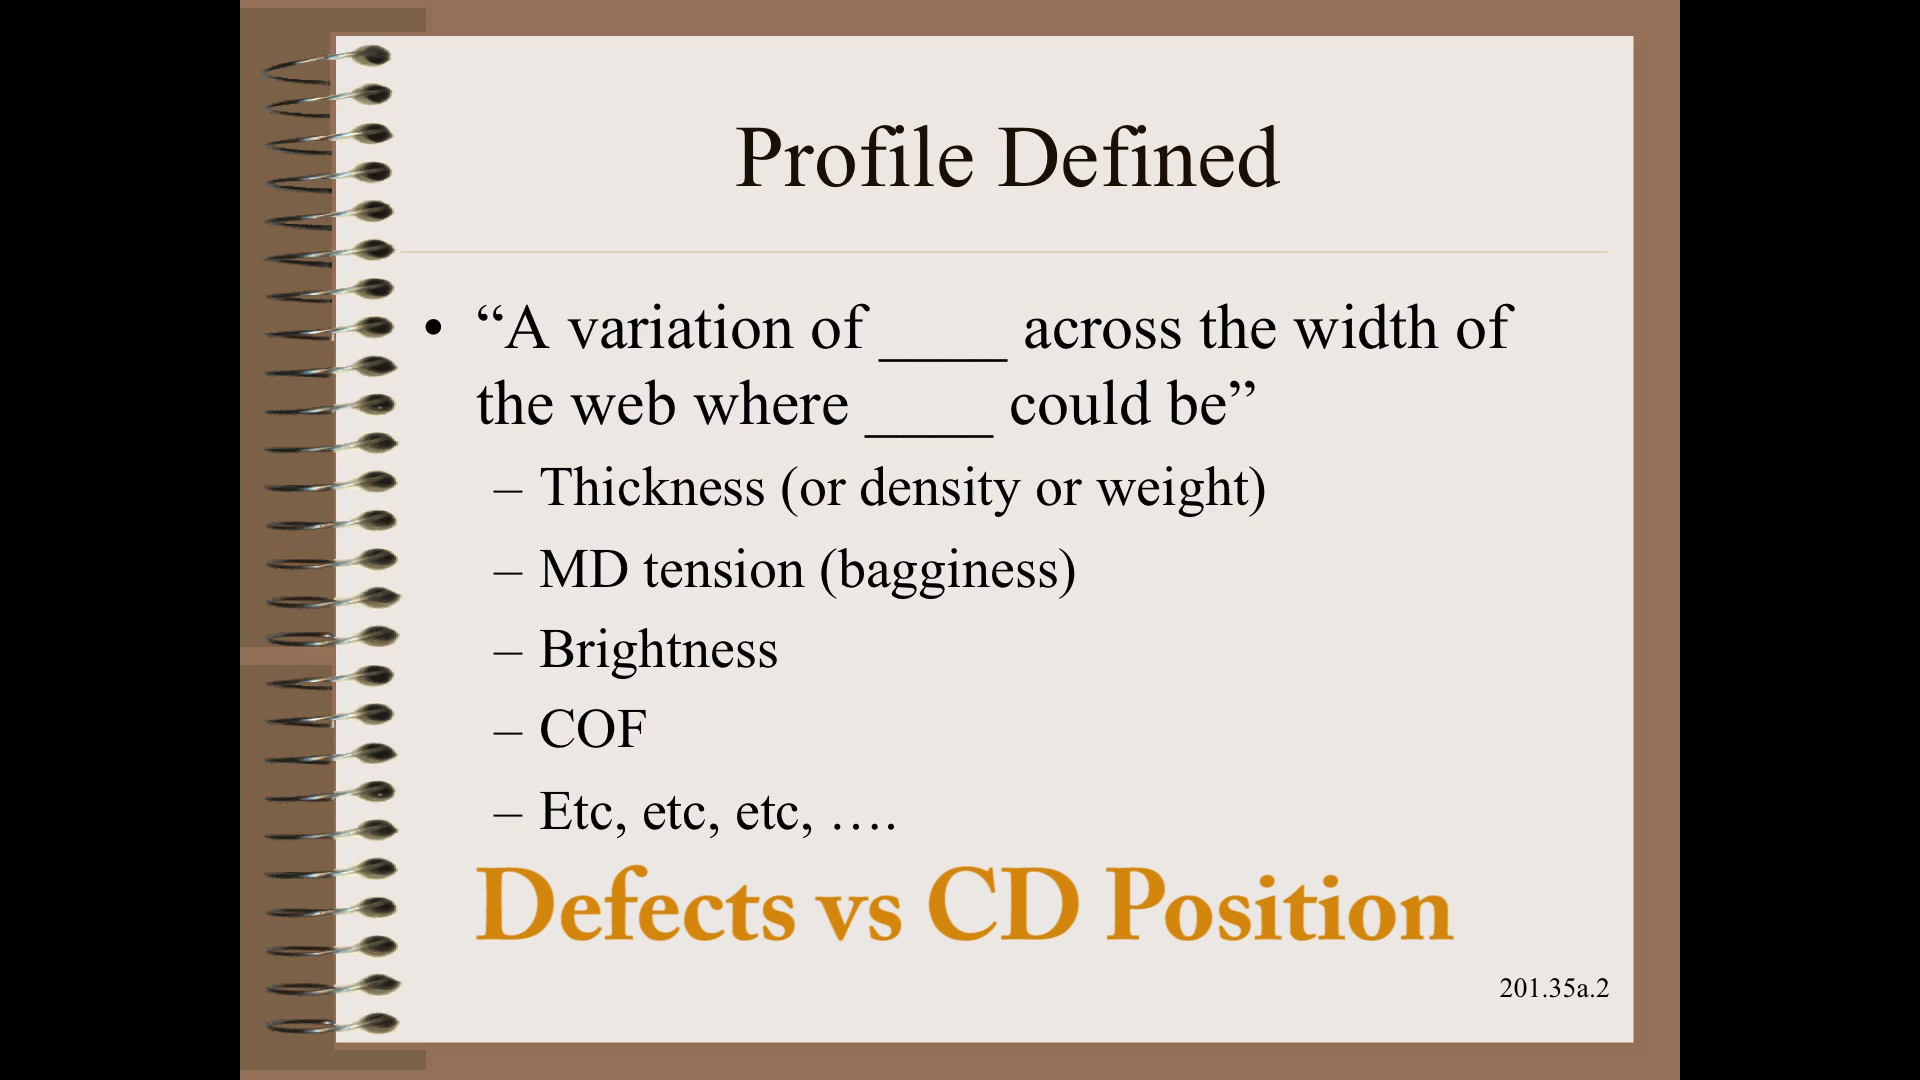 Profile Defined
• “A variation of ____ across the width of
the web where ____ could be”
– Thickness (or density or weight)
– MD tension (bagginess)
– Brightness
– COF
– Etc, etc, etc, ….
Defects vs CD Position
201.35a.2